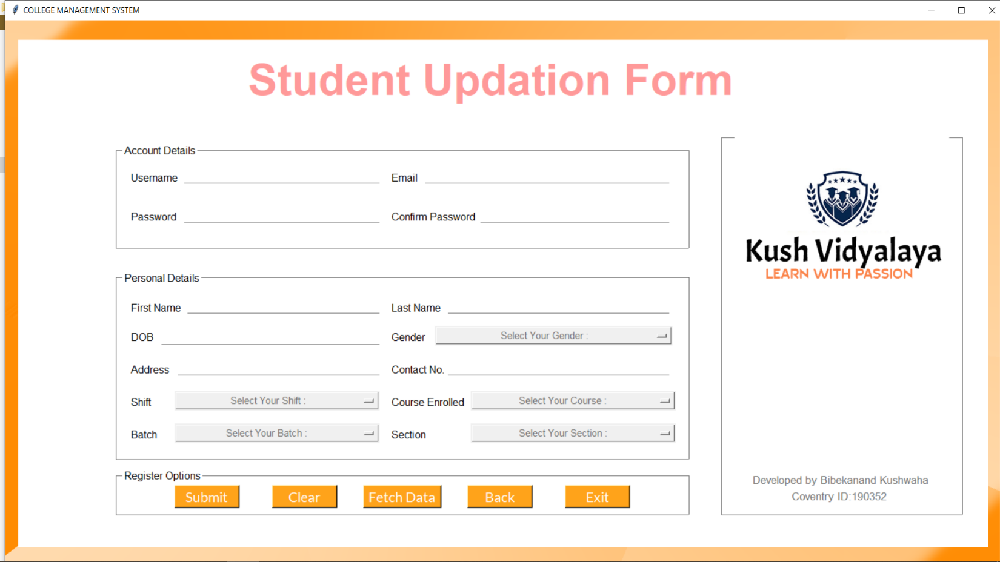 COLLEGE MANAGEMENT SYSTEM
Student Updation Form
Account Details
Username
Email
Password
Confirm Password
Personal Details
First Name
Last Name
DOB
Gender
Select Your Gender :
Address
Contact No.
Shift
Select Your Shift :
Course Enrolled
Select Your Course :
Batch
Select Your Batch :
Section
Select Your Section :
Register Options
Submit
Clear
Fetch Data
Back
Exit
Kush Vidyalaya
LEARN WITH PASSION
Developed by Bibekanand Kushwaha
Coventry ID:190352